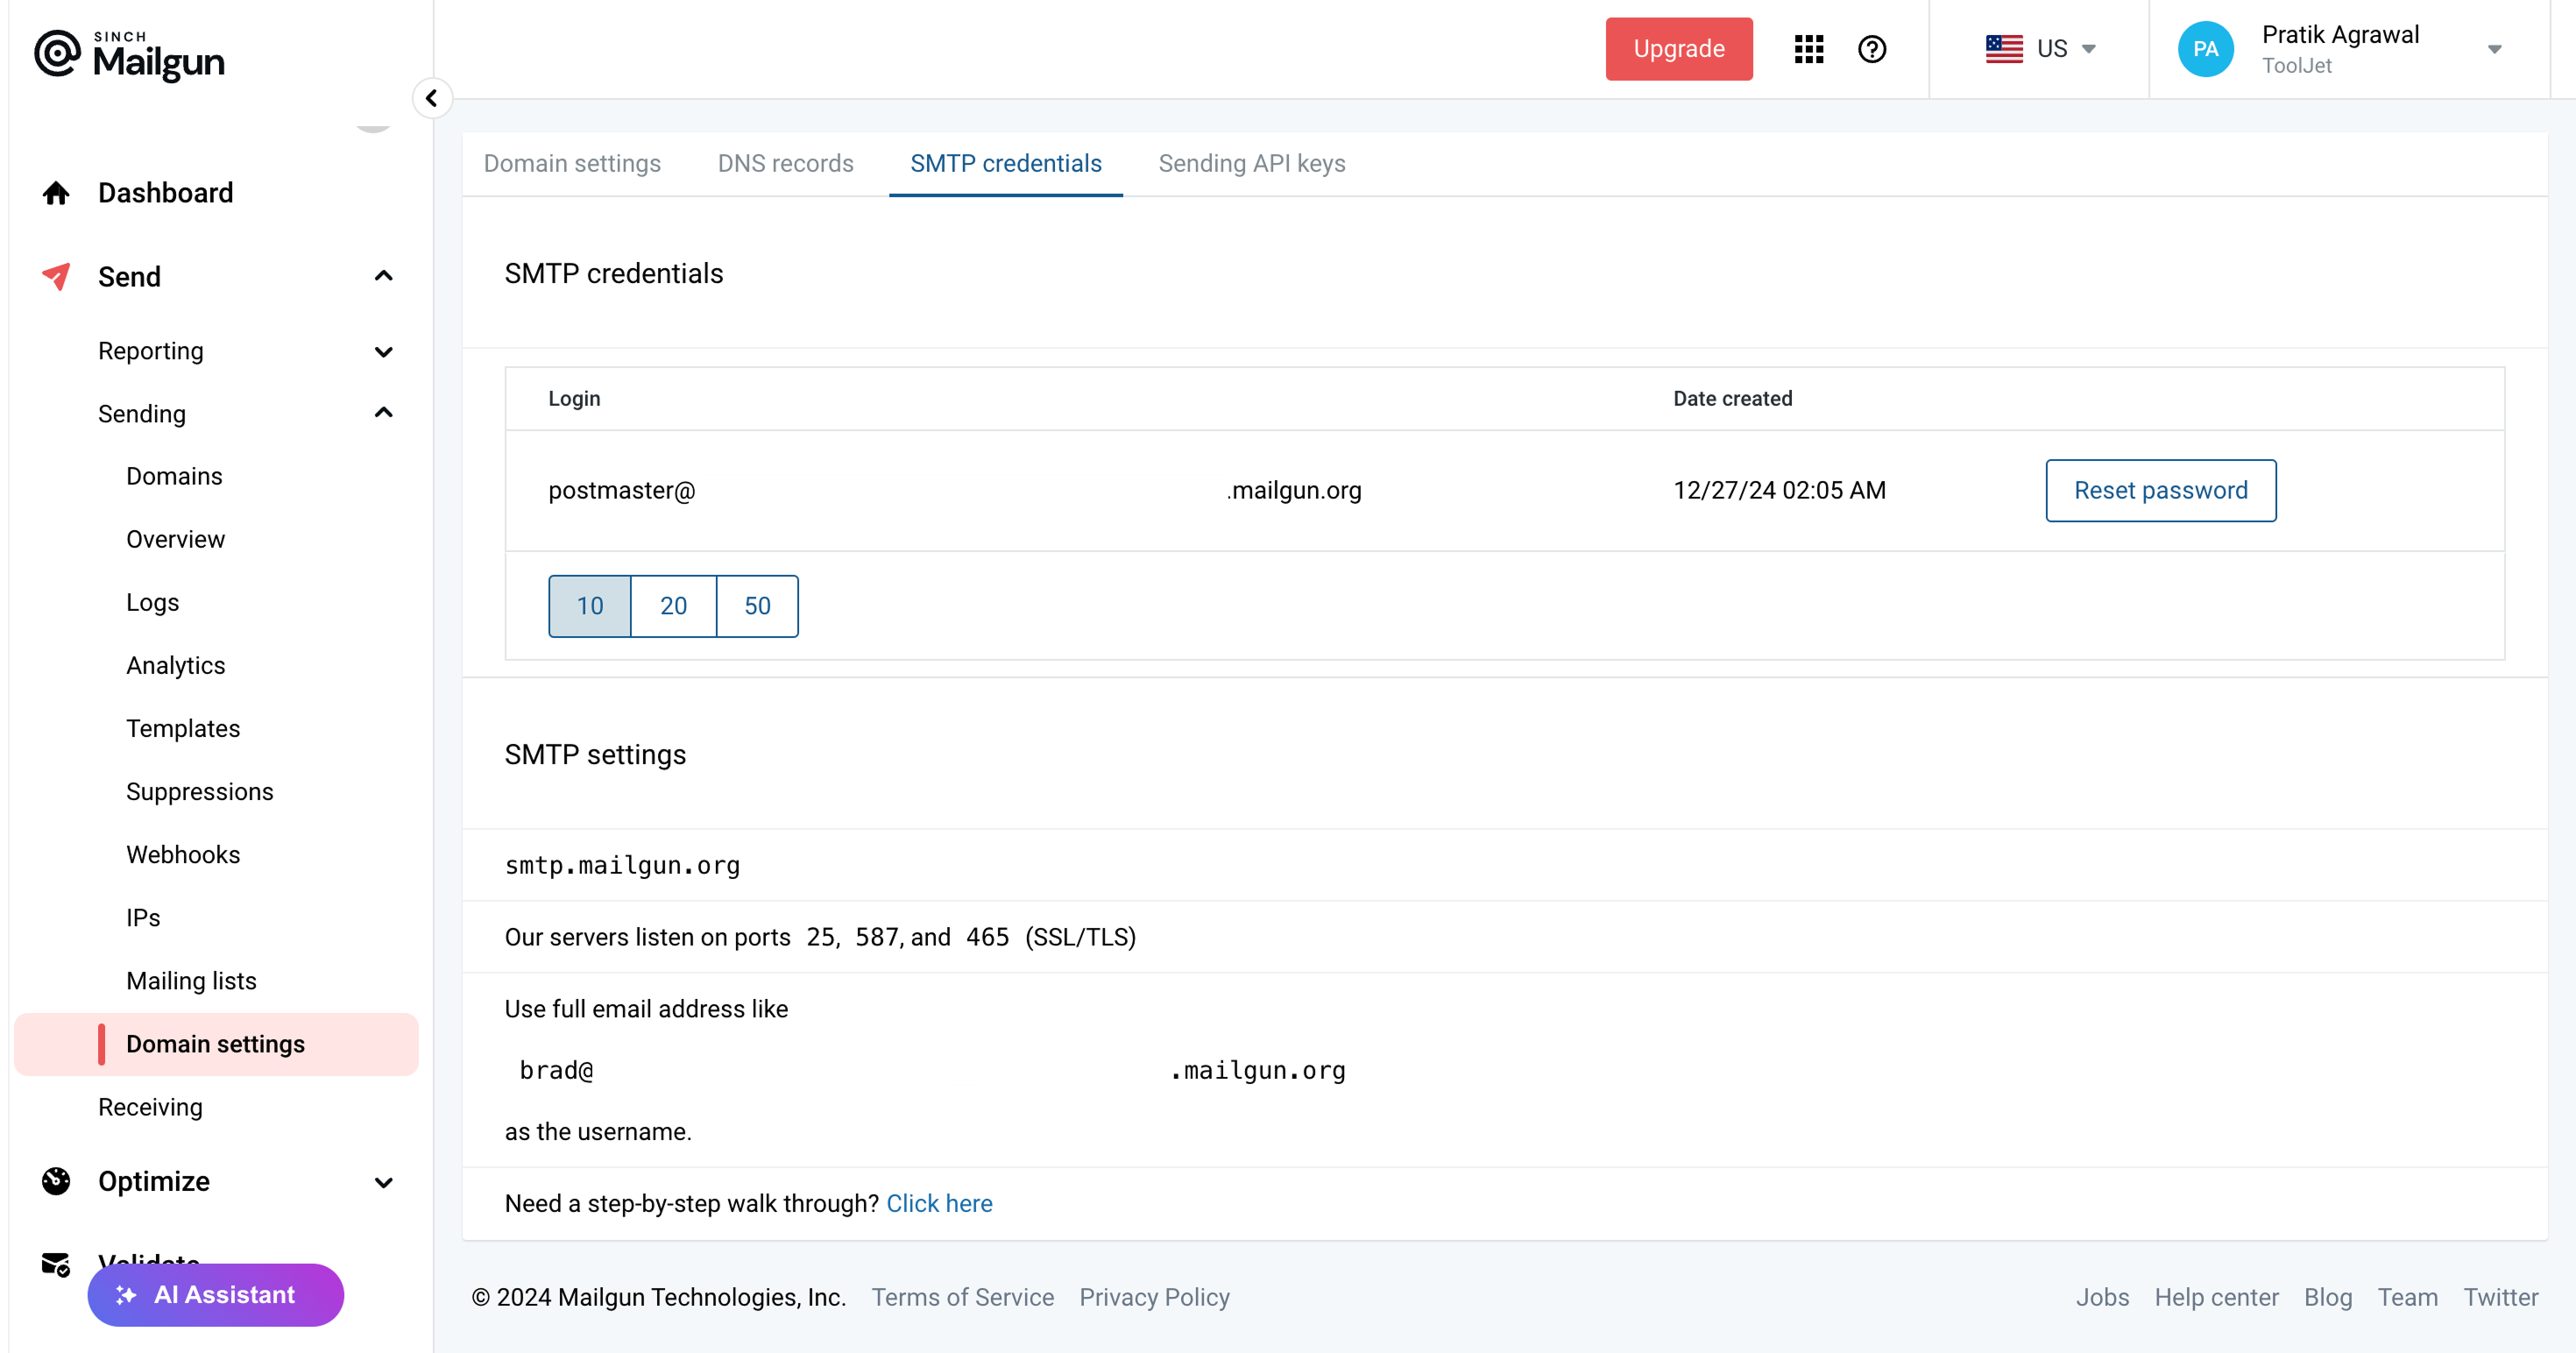 SINCH
Mailgun
Upgrade
US
PA
Pratik Agrawal
ToolJet
Dashboard
Send
Reporting
Sending
Domains
Overview
Logs
Analytics
Templates
Suppressions
Webhooks
IPs
Mailing lists
Domain settings
Receiving
Optimize
Validate
AI Assistant
Domain settings DNS records SMTP credentials Sending API keys
SMTP credentials
Login Date created
postmaster@ .mailgun.org 12/27/24 02:05 AM Reset password
10 20 50
SMTP settings
smtp.mailgun.org
Our servers listen on ports 25, 587, and 465 (SSL/TLS)
Use full email address like
brad@ .mailgun.org
as the username.
Need a step-by-step walk through? Click here
© 2024 Mailgun Technologies, Inc. Terms of Service Privacy Policy Jobs Help center Blog Team Twitter